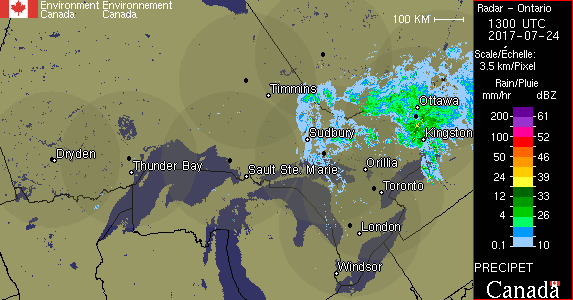 Environment Environnement
Canada Canada
100 KM
Timmins
Ottawa
Sudbury
Kingston
Dryden
Thunder Bay
Sault Ste. Marie
Orillia
Toronto
London
Windsor
Radar - Ontario
1300 UTC
2017-07-24
Scale/Échelle:
3.5 km/Pixel
Rain/Pluie
mm/hr dBZ
200 61
100 52
50 46
24 39
12 33
4 26
0.1 10
PRECIPET
Canada